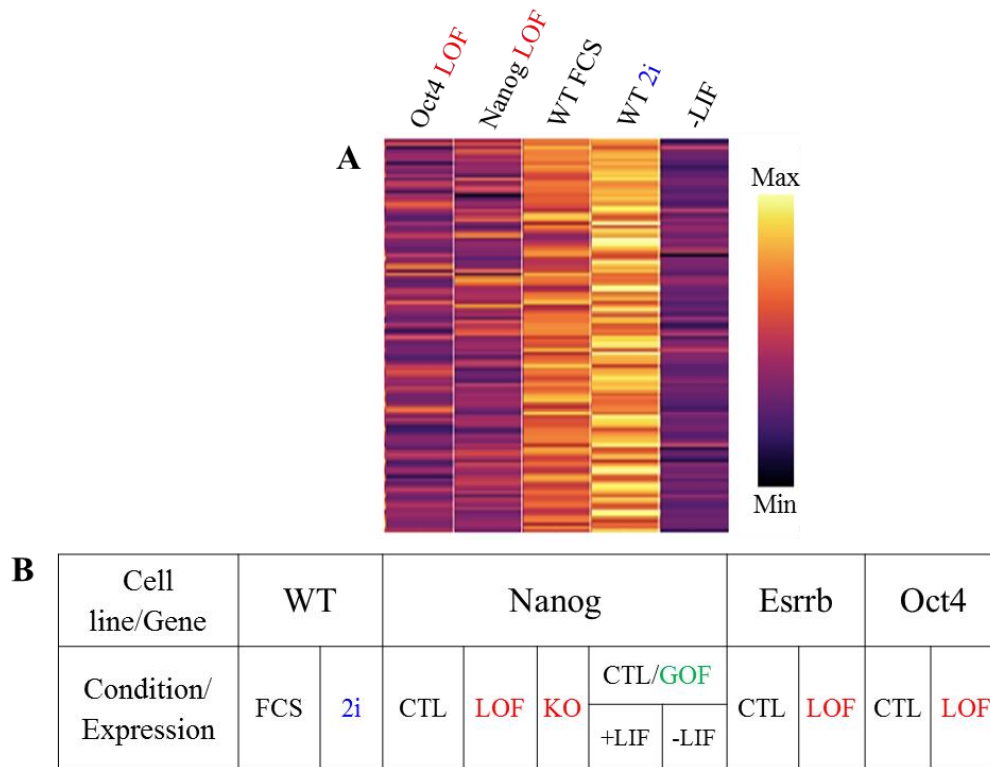 Oct4 LOF
Nanog LOF
WT FCS
WT 2i
-LIF
A
Max
Min
B
Cell line/Gene
WT
Nanog
Esrrb
Oct4
Condition/
Expression
FCS
2i
CTL
LOF
KO
CTL/GOF
+LIF
-LIF
CTL
LOF
CTL
LOF